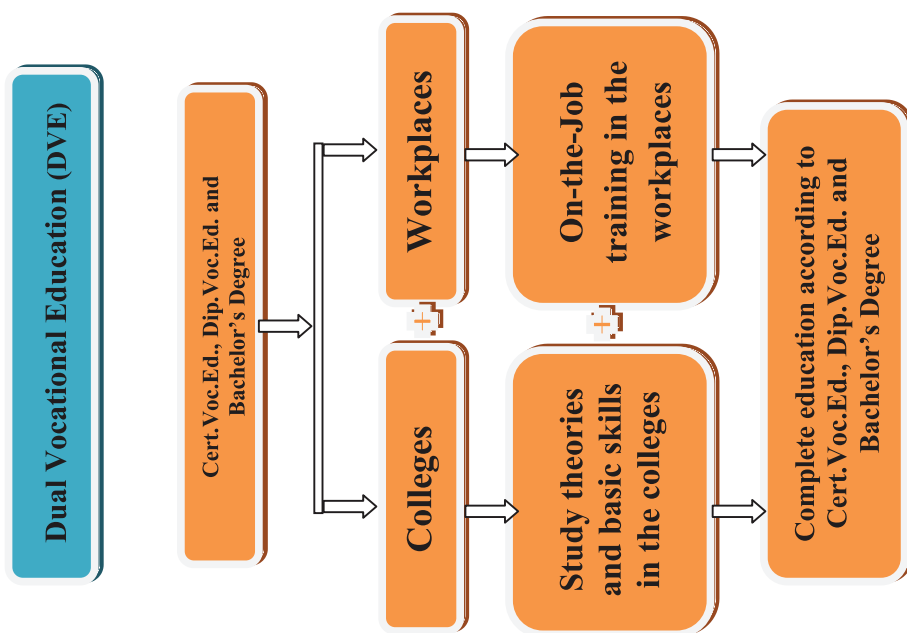 Dual Vocational Education (DVE)
Cert.Voc.Ed., Dip.Voc.Ed. and
Bachelor’s Degree
Colleges
+
Workplaces
Study theories
and basic skills
in the colleges
+
On-the-Job
training in the
workplaces
Complete education according to
Cert.Voc.Ed., Dip.Voc.Ed. and
Bachelor’s Degree